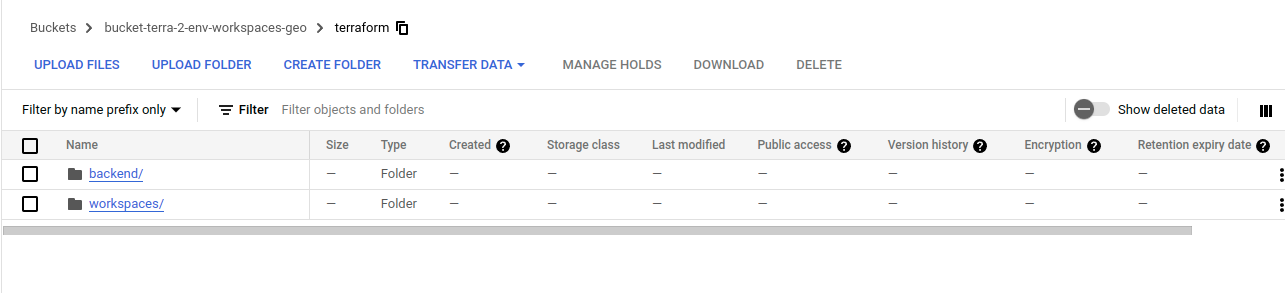 Buckets > bucket-terra-2-env-workspaces-geo > terraform
UPLOAD FILES UPLOAD FOLDER CREATE FOLDER TRANSFER DATA MANAGE HOLDS DOWNLOAD DELETE
Filter by name prefix only Filter Filter objects and folders Show deleted data
Name Size Type Created Storage class Last modified Public access Version history Encryption Retention expiry date
backend/ — Folder — — — — — — —
workspaces/ — Folder — — — — — — —